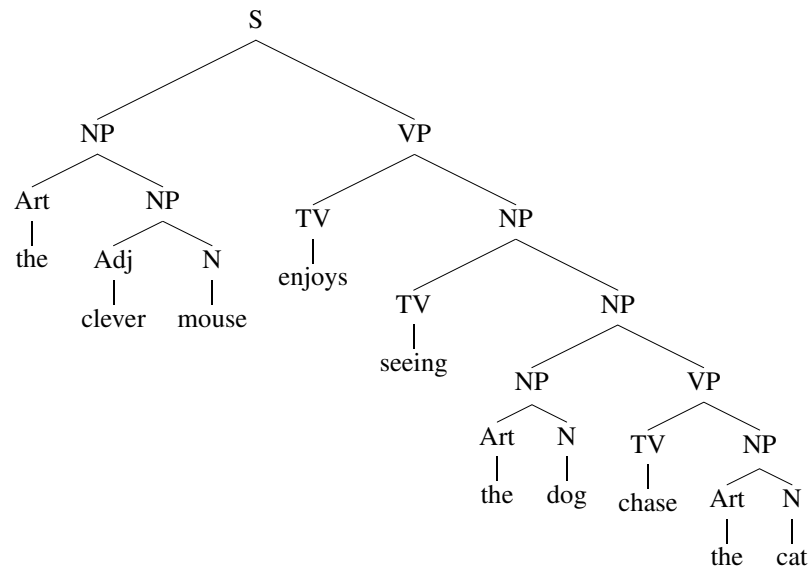 S
NP VP
Art NP TV NP
the Adj N enjoys TV NP
clever mouse seeing NP VP
Art N TV NP
the dog chase Art N
the cat